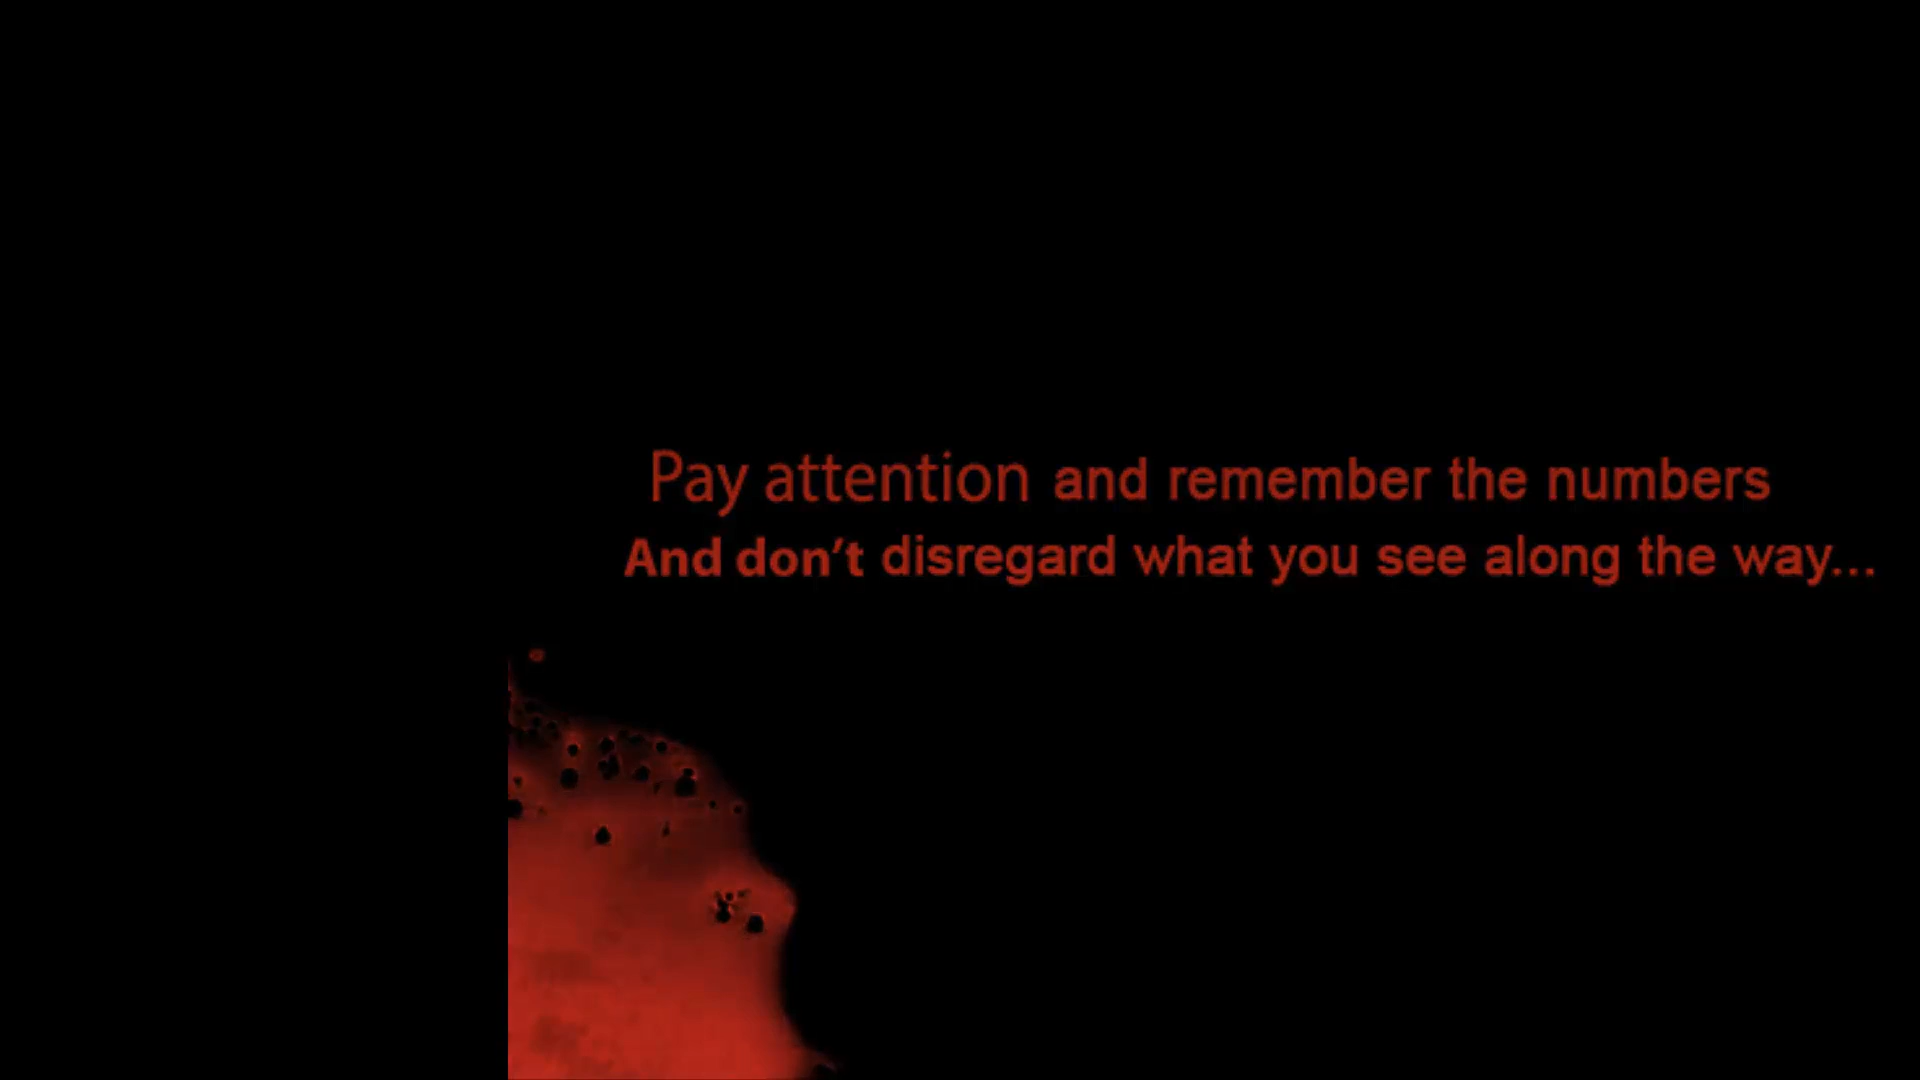 Pay attention and remember the numbers
And don’t disregard what you see along the way...